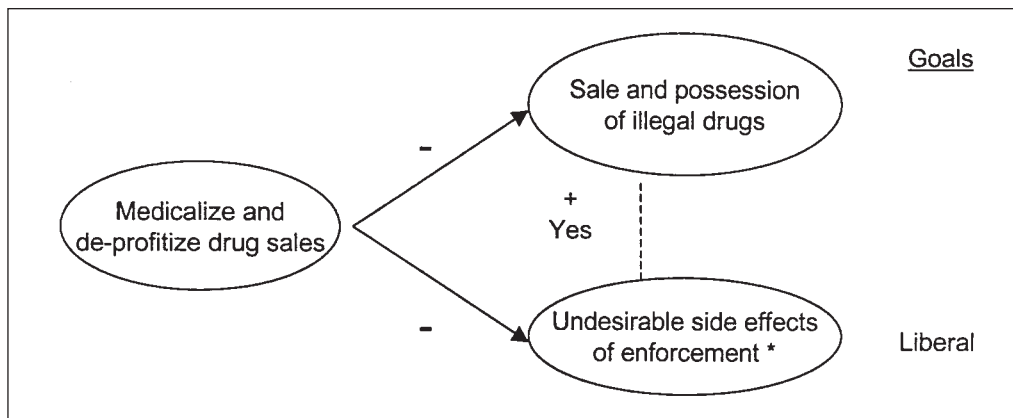 Goals
Sale and possession
of illegal drugs
-
+
Yes
Medicalize and
de-profitize drug sales
-
Undesirable side effects
of enforcement *
Liberal